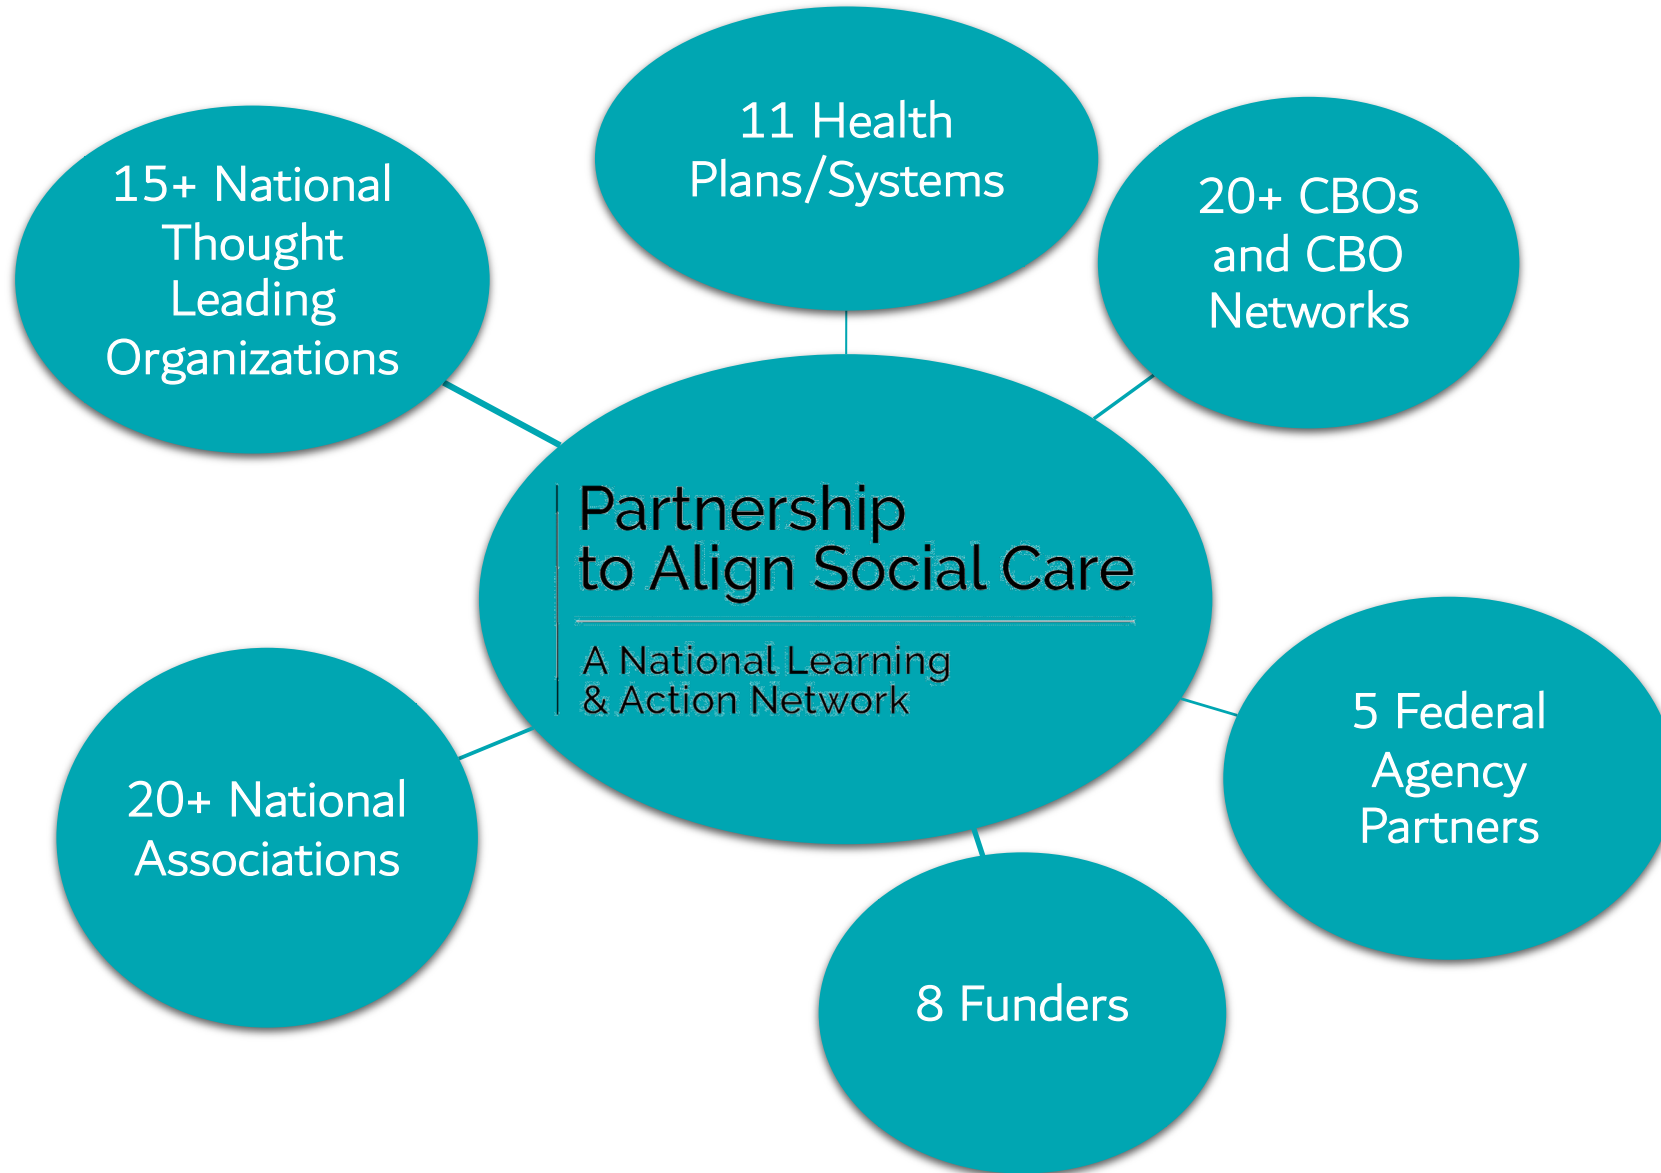 11 Health
Plans/Systems
15+ National
Thought
Leading
Organizations
20+ CBOs
and CBO
Networks
Partnership
to Align Social Care
A National Learning
& Action Network
5 Federal
Agency
Partners
20+ National
Associations
8 Funders